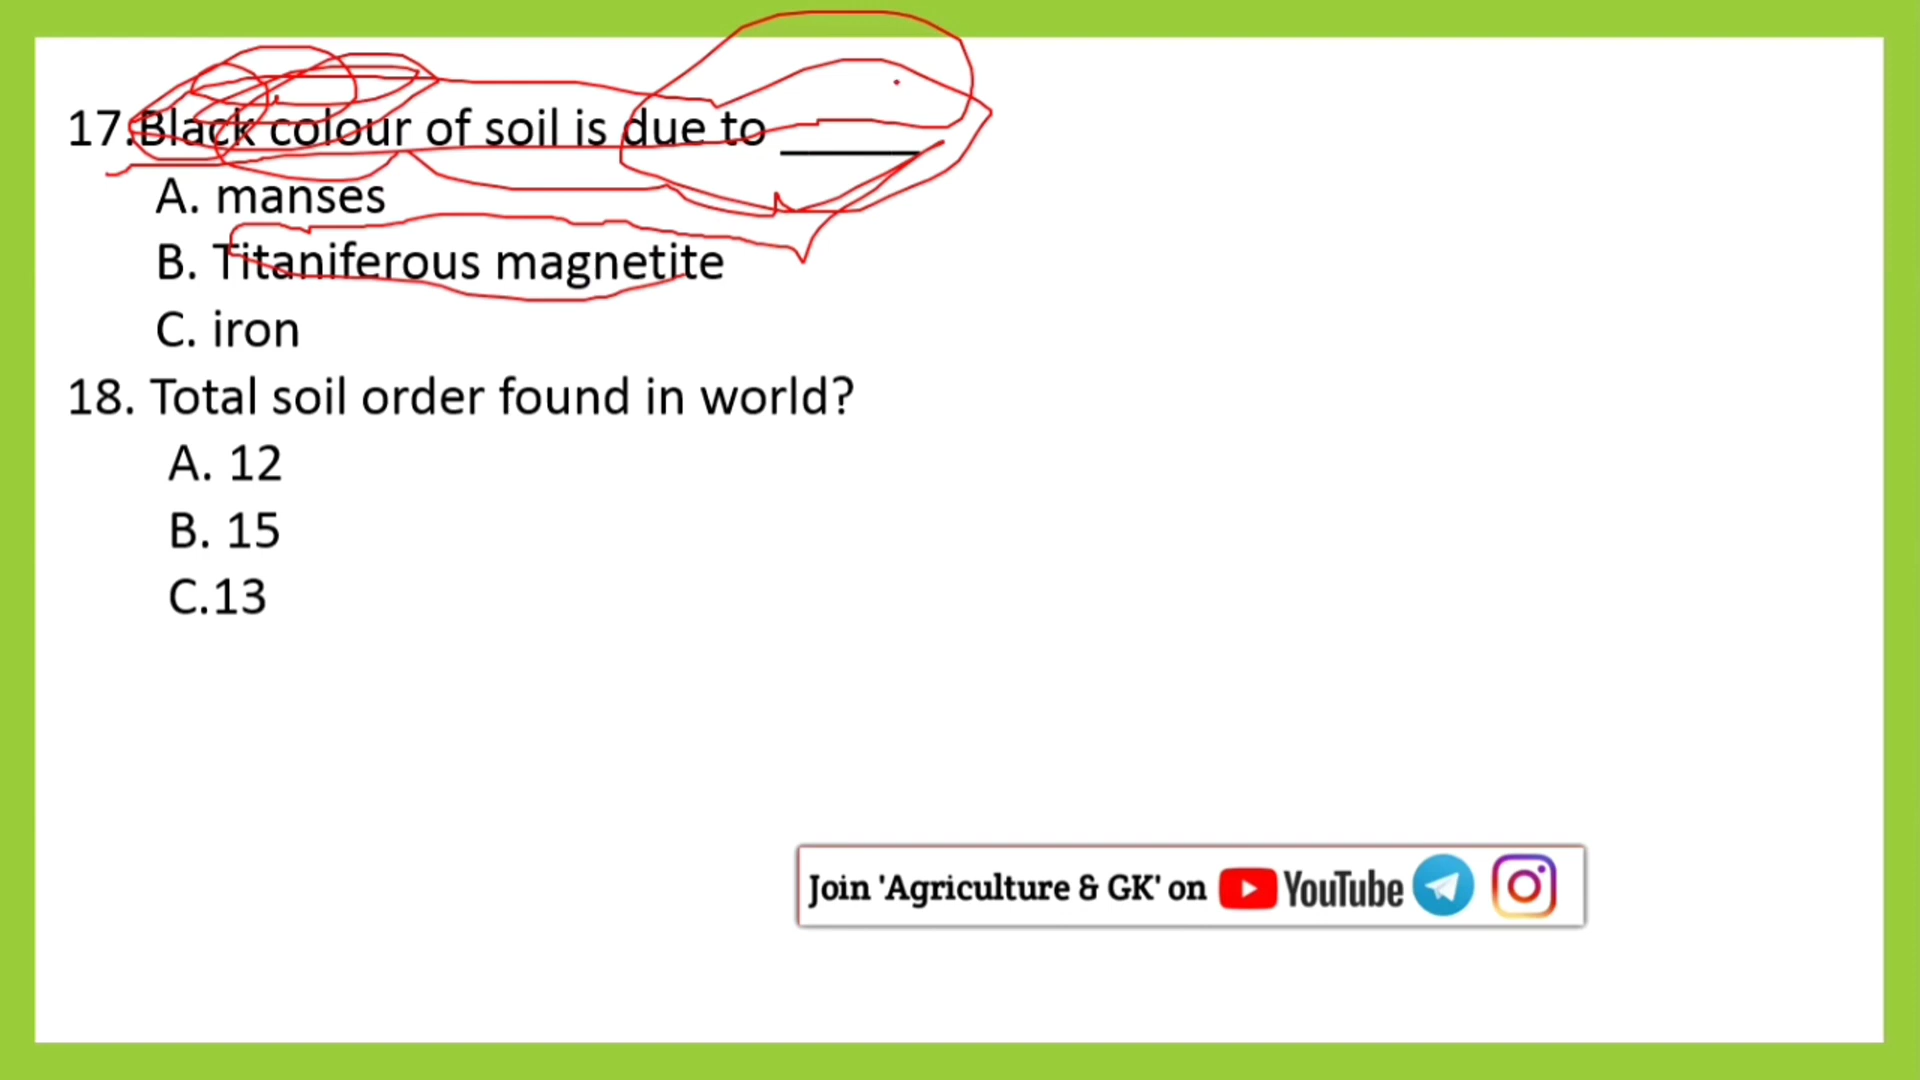 17.Black colour of soil is due to ______
A. manses
B. Titaniferous magnetite
C. iron
18. Total soil order found in world?
A. 12
B. 15
C.13
Join 'Agriculture & GK' on YouTube